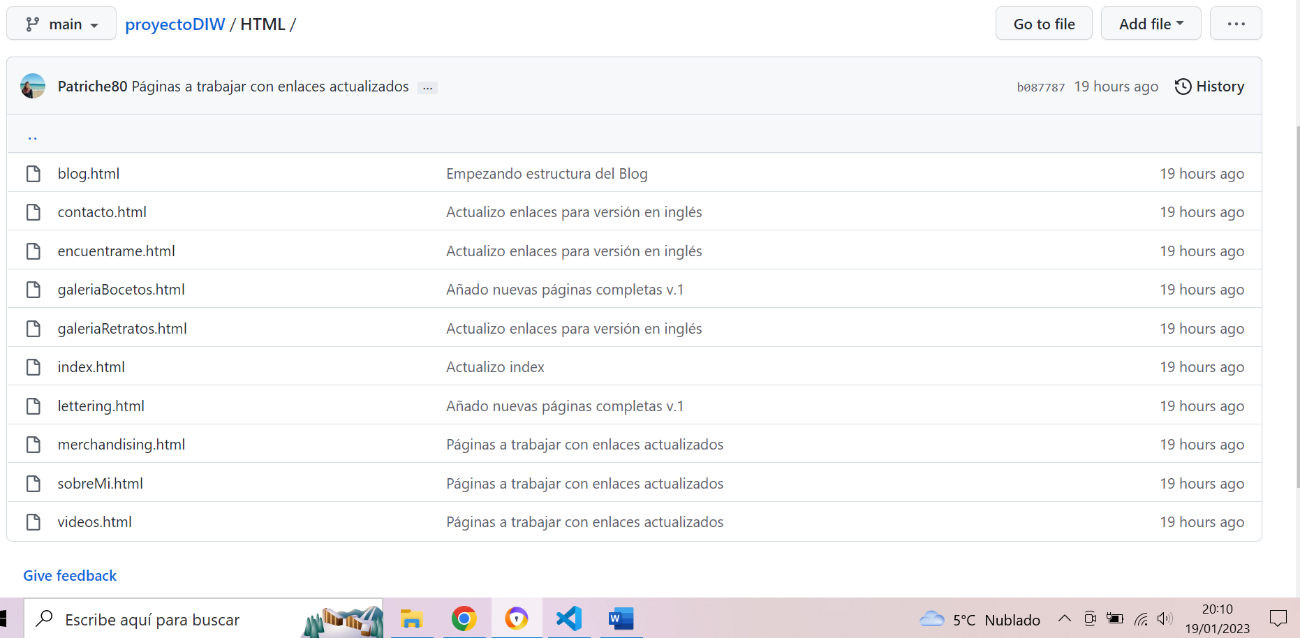 main
proyectoDIW / HTML /
Go to file
Add file
Patriche80 Páginas a trabajar con enlaces actualizados ...
b087787 19 hours ago
History
..
blog.html Empezando estructura del Blog 19 hours ago
contacto.html Actualizo enlaces para versión en inglés 19 hours ago
encuentrame.html Actualizo enlaces para versión en inglés 19 hours ago
galeriaBocetos.html Añado nuevas páginas completas v.1 19 hours ago
galeriaRetratos.html Actualizo enlaces para versión en inglés 19 hours ago
index.html Actualizo index 19 hours ago
lettering.html Añado nuevas páginas completas v.1 19 hours ago
merchandising.html Páginas a trabajar con enlaces actualizados 19 hours ago
sobreMi.html Páginas a trabajar con enlaces actualizados 19 hours ago
videos.html Páginas a trabajar con enlaces actualizados 19 hours ago
Give feedback
Escribe aquí para buscar
5°C Nublado
20:10
19/01/2023